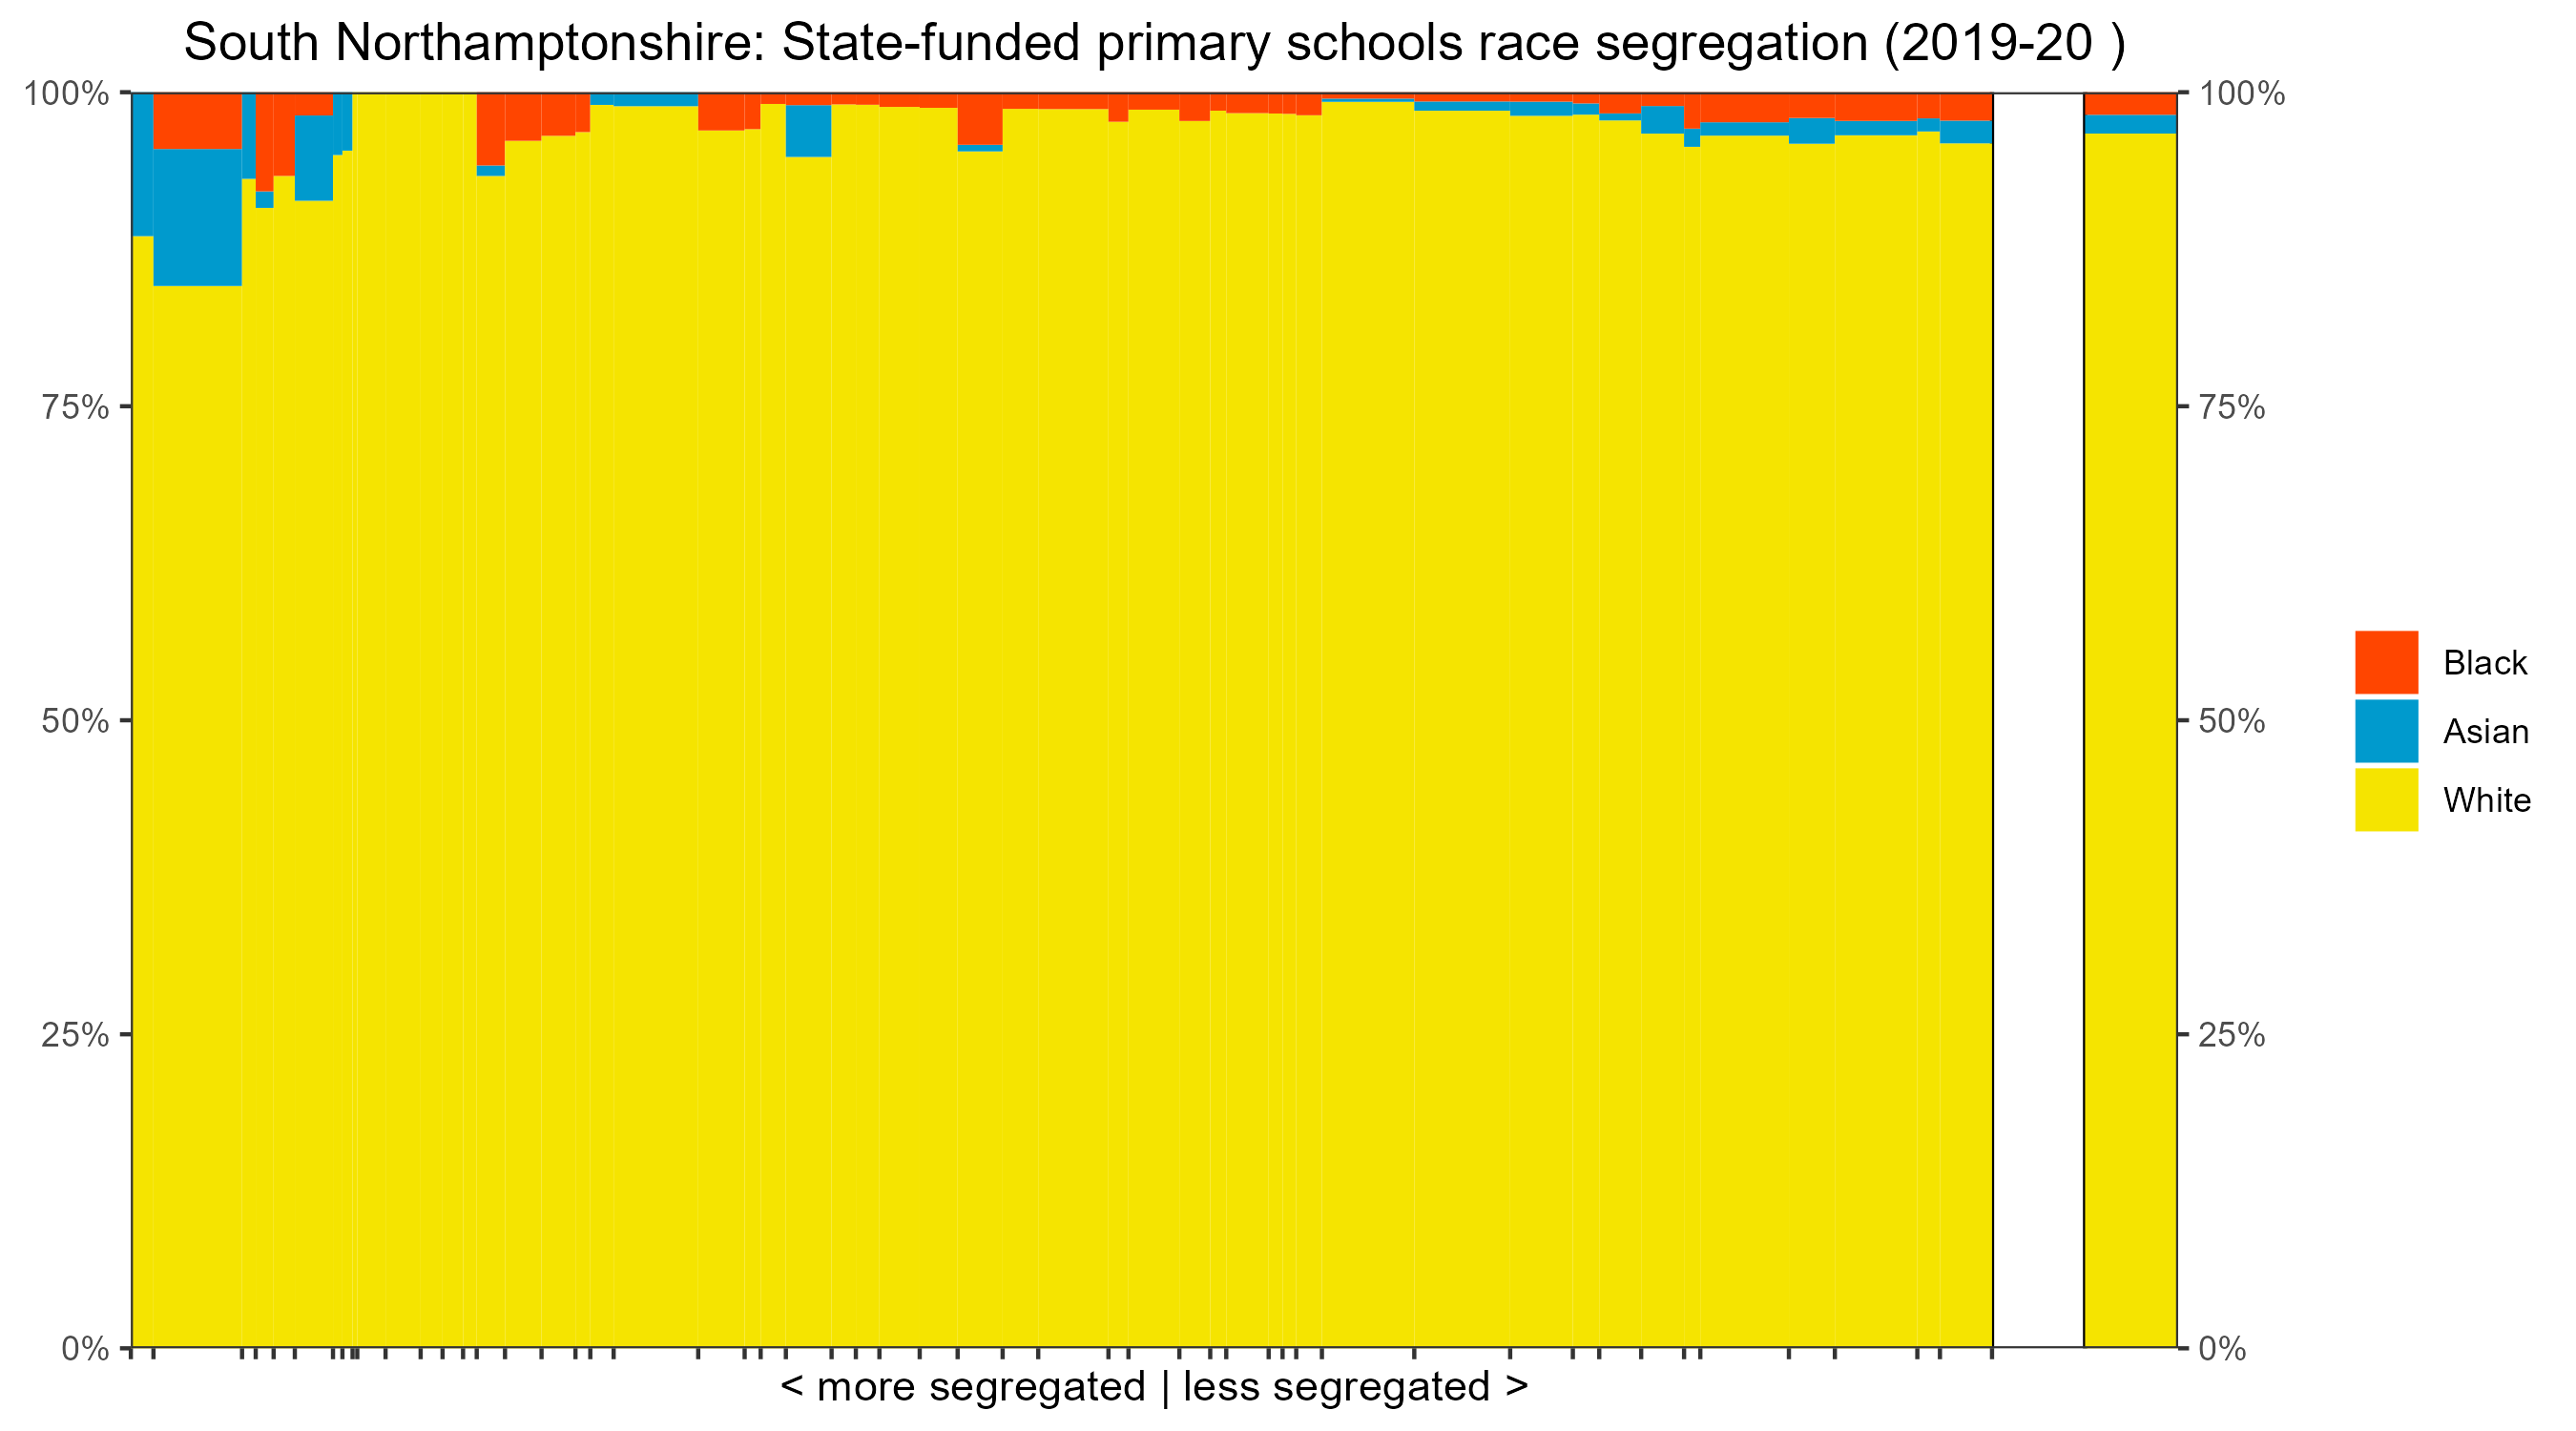 South Northamptonshire: State-funded primary schools race segregation (2019-20 )
100%
75%
50%
25%
0%
100%
75%
50%
25%
0%
Black
Asian
White
< more segregated | less segregated >